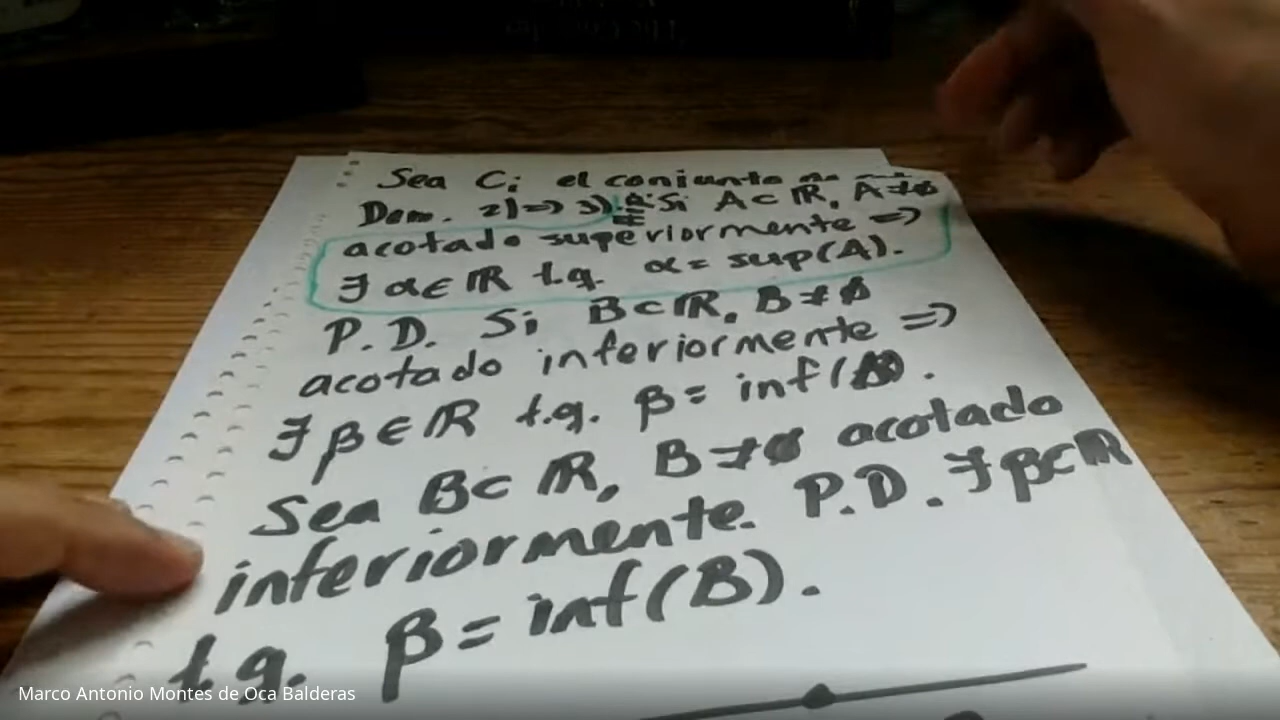 Sea C; el conjunto
Dem. 2) => 3). Si A ⊂ ℝ, A ≠ ø
acotado superiormente =>
∃ α ∈ ℝ t.q. α = sup(A).
P.D. Si B ⊂ ℝ, B ≠ ø
acotado inferiormente =>
∃ β ∈ ℝ t.q. β = inf(B).
Sea B ⊂ ℝ, B ≠ ø acotado
inferiormente. P.D. ∃ β ⊂ ℝ
t.q. β = inf(B).
Marco Antonio Montes de Oca Balderas